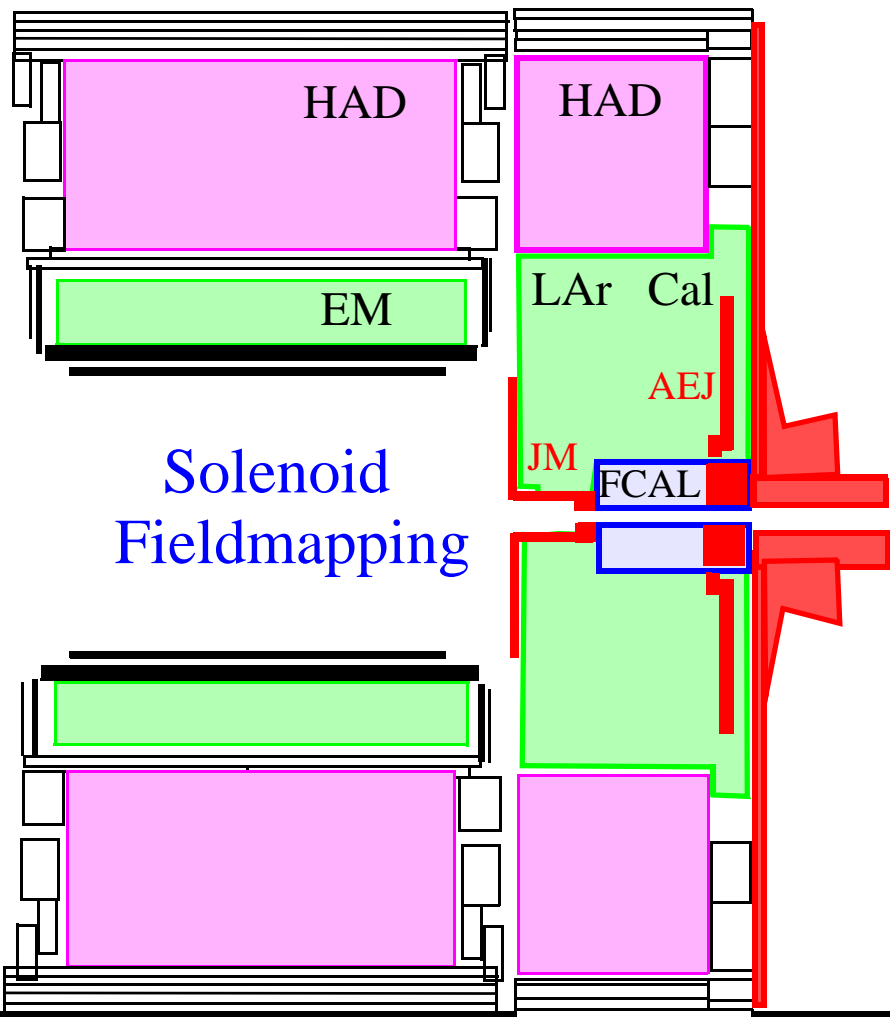 HAD
HAD
EM
LAr Cal
AEJ
JM
FCAL
Solenoid
Fieldmapping